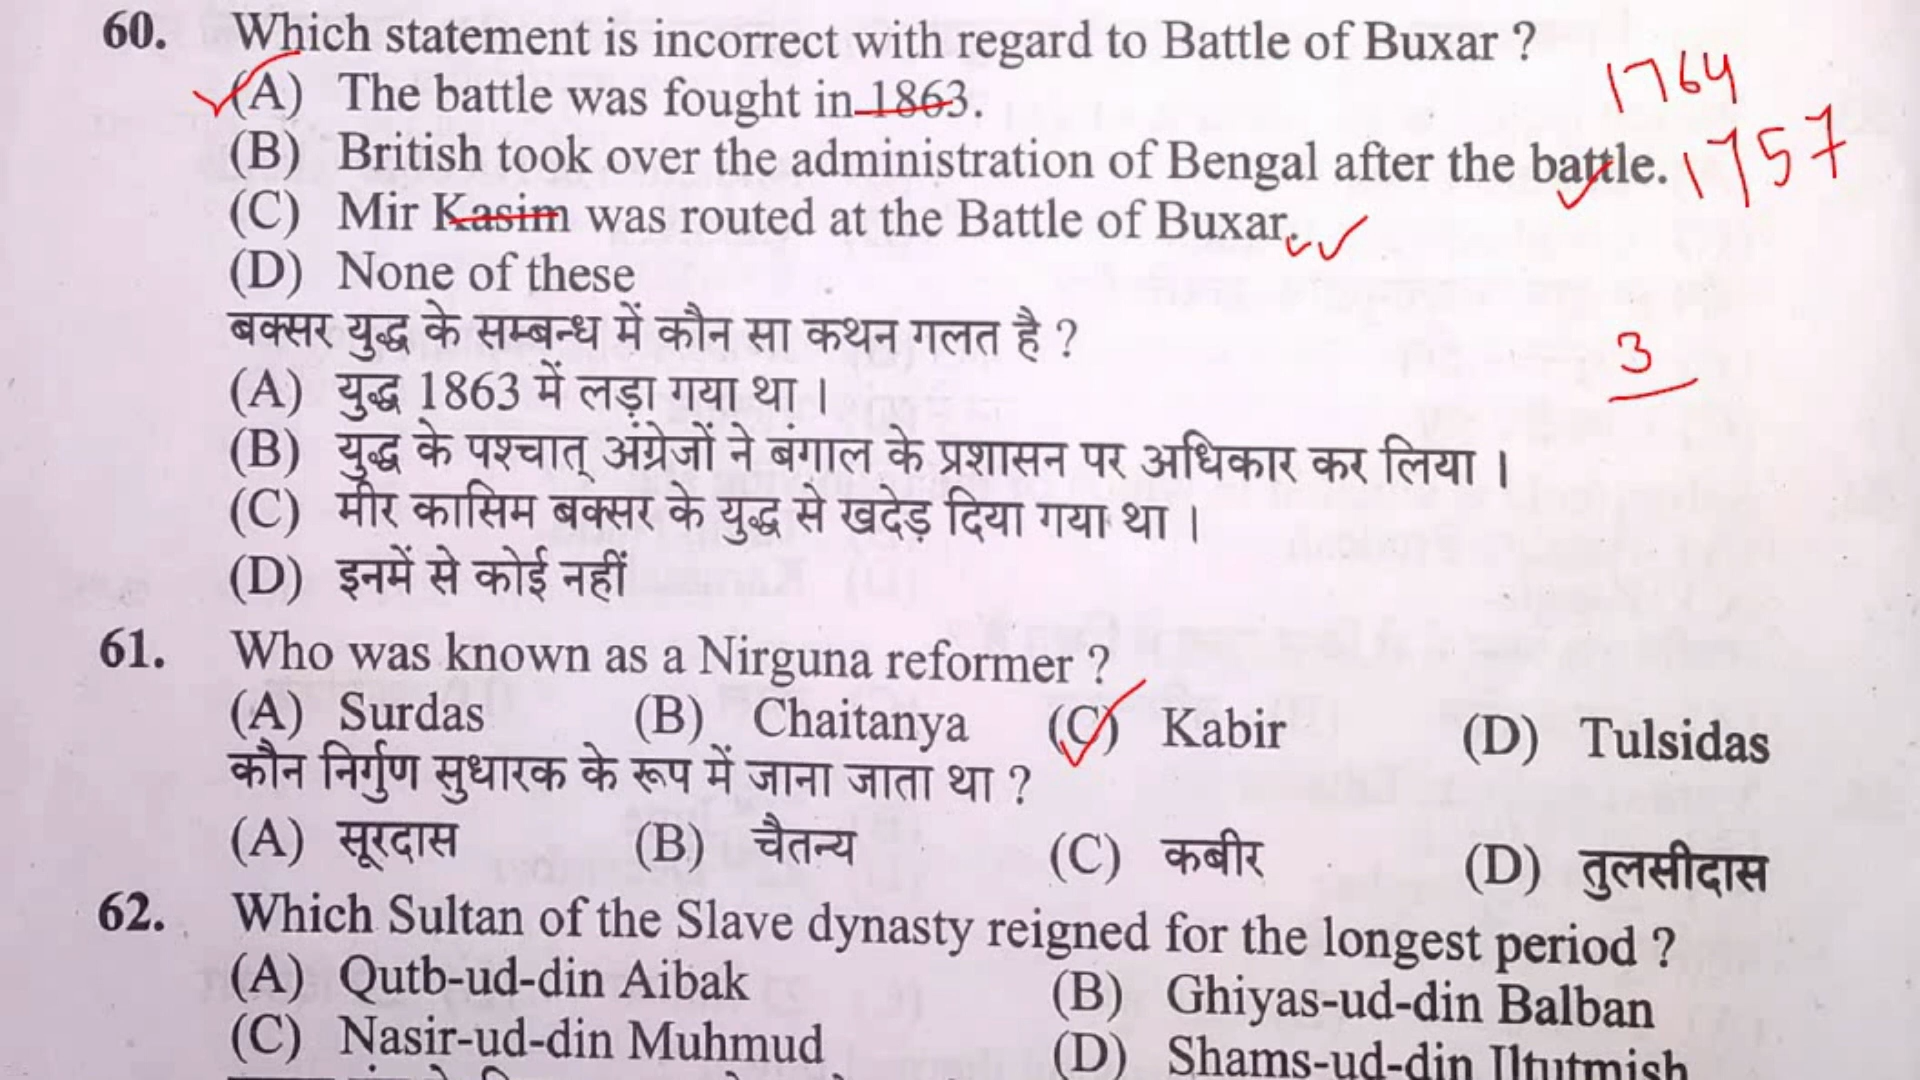 60. Which statement is incorrect with regard to Battle of Buxar ?
(A) The battle was fought in 1863.
1764
(B) British took over the administration of Bengal after the battle.
1757
(C) Mir Kasim was routed at the Battle of Buxar.
(D) None of these
बक्सर युद्ध के सम्बन्ध में कौन सा कथन गलत है ?
3
(A) युद्ध 1863 में लड़ा गया था ।
(B) युद्ध के पश्चात् अंग्रेजों ने बंगाल के प्रशासन पर अधिकार कर लिया ।
(C) मीर कासिम बक्सर के युद्ध से खदेड़ दिया गया था ।
(D) इनमें से कोई नहीं
61. Who was known as a Nirguna reformer ?
(A) Surdas (B) Chaitanya (C) Kabir (D) Tulsidas
कौन निर्गुण सुधारक के रूप में जाना जाता था ?
(A) सूरदास (B) चैतन्य (C) कबीर (D) तुलसीदास
62. Which Sultan of the Slave dynasty reigned for the longest period ?
(A) Qutb-ud-din Aibak (B) Ghiyas-ud-din Balban
(C) Nasir-ud-din Muhmud (D) Shams-ud-din Iltutmish